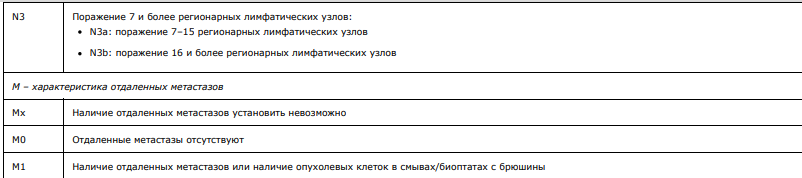 N3 Поражение 7 и более регионарных лимфатических узлов:
• N3a: поражение 7–15 регионарных лимфатических узлов
• N3b: поражение 16 и более регионарных лимфатических узлов
M – характеристика отдаленных метастазов
Mx Наличие отдаленных метастазов установить невозможно
M0 Отдаленные метастазы отсутствуют
M1 Наличие отдаленных метастазов или наличие опухолевых клеток в смывах/биоптатах с брюшины